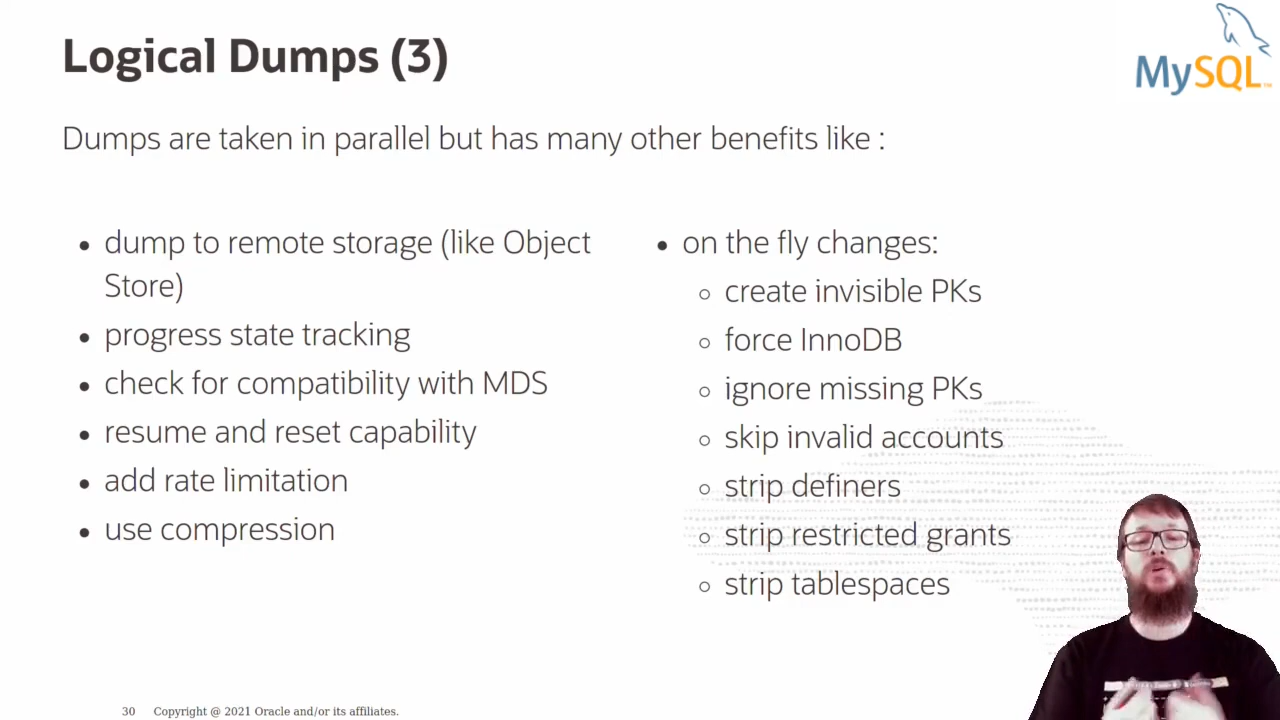 Logical Dumps (3)
MySQL
Dumps are taken in parallel but has many other benefits like :
dump to remote storage (like Object
Store)
progress state tracking
check for compatibility with MDS
resume and reset capability
add rate limitation
use compression
on the fly changes:
create invisible PKs
force InnoDB
ignore missing PKs
skip invalid accounts
strip definers
strip restricted grants
strip tablespaces
30 Copyright @ 2021 Oracle and/or its affiliates.